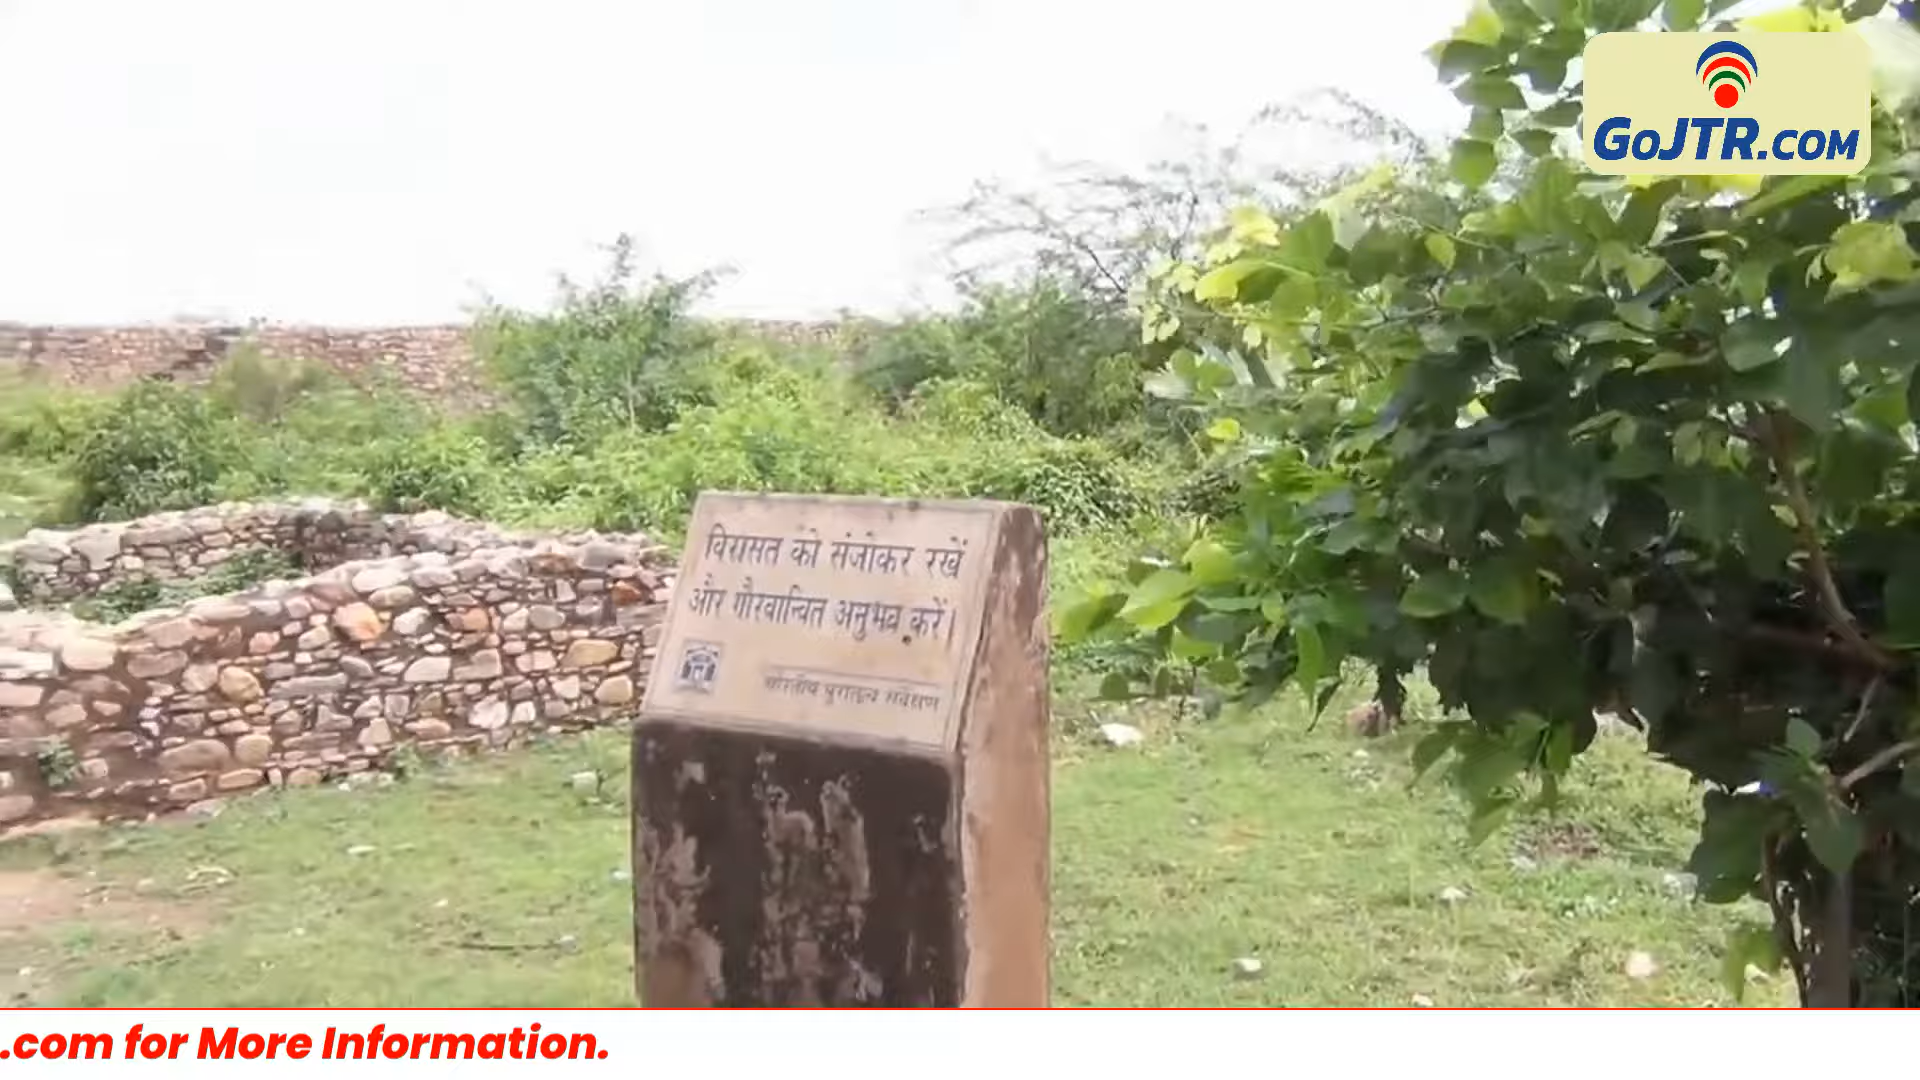 GoJTR.COM
विरासत को संजोकर रखें
और गौरवान्वित अनुभव करें।
भारतीय पुरातत्व सर्वेक्षण
.com for More Information.